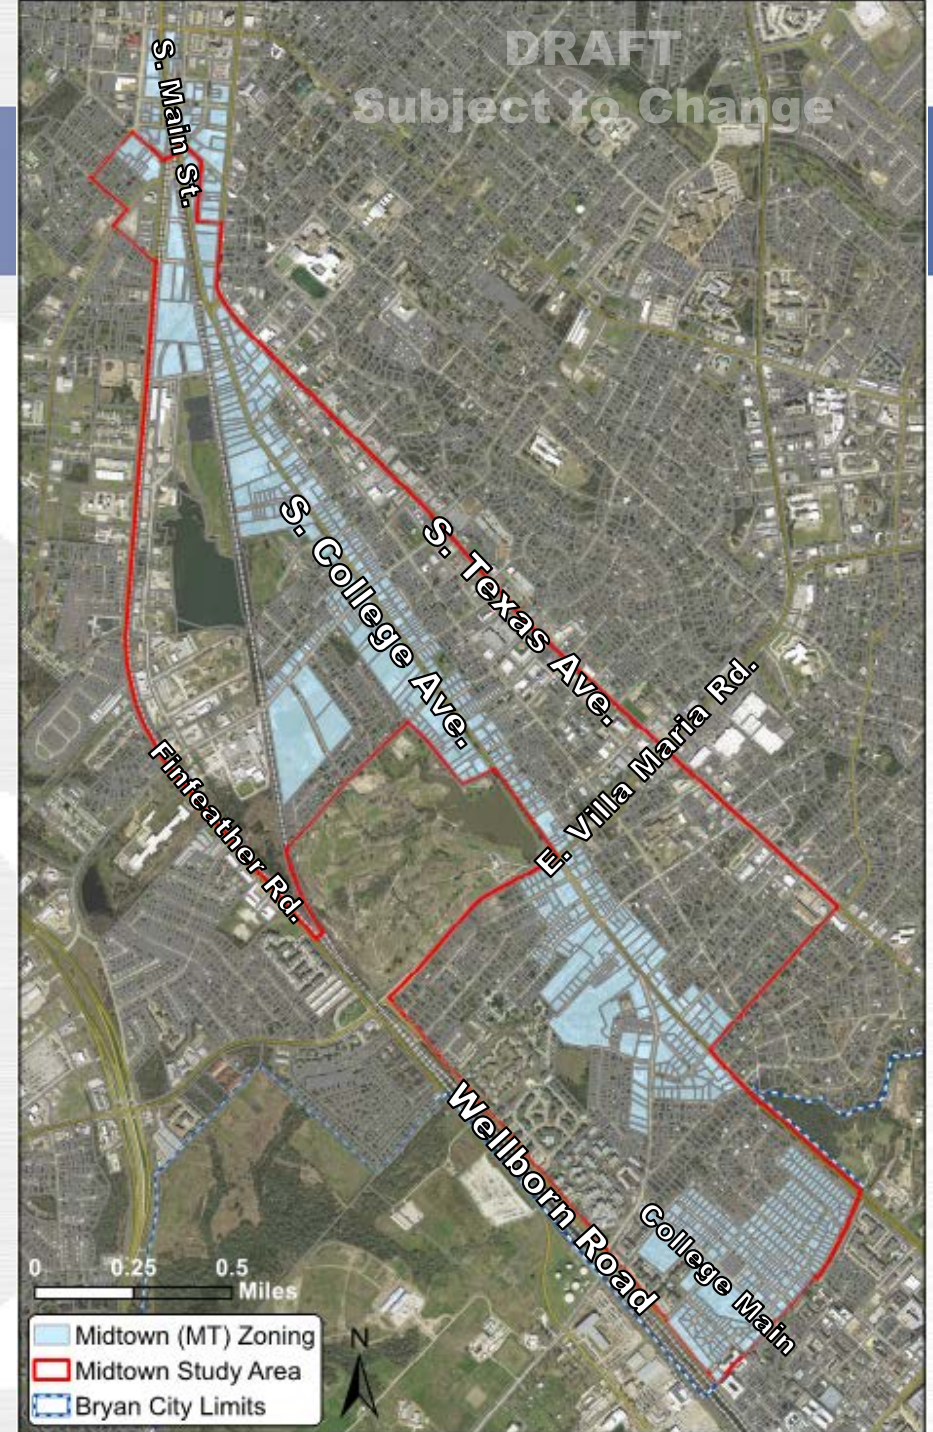 DRAFT
Subject to Change
S. Main St.
S. College Ave.
S. Texas Ave.
E. Villa Maria Rd.
Finfeather Rd.
Wellborn Road
College Main
0 0.25 0.5
Miles
Midtown (MT) Zoning
Midtown Study Area
Bryan City Limits
N